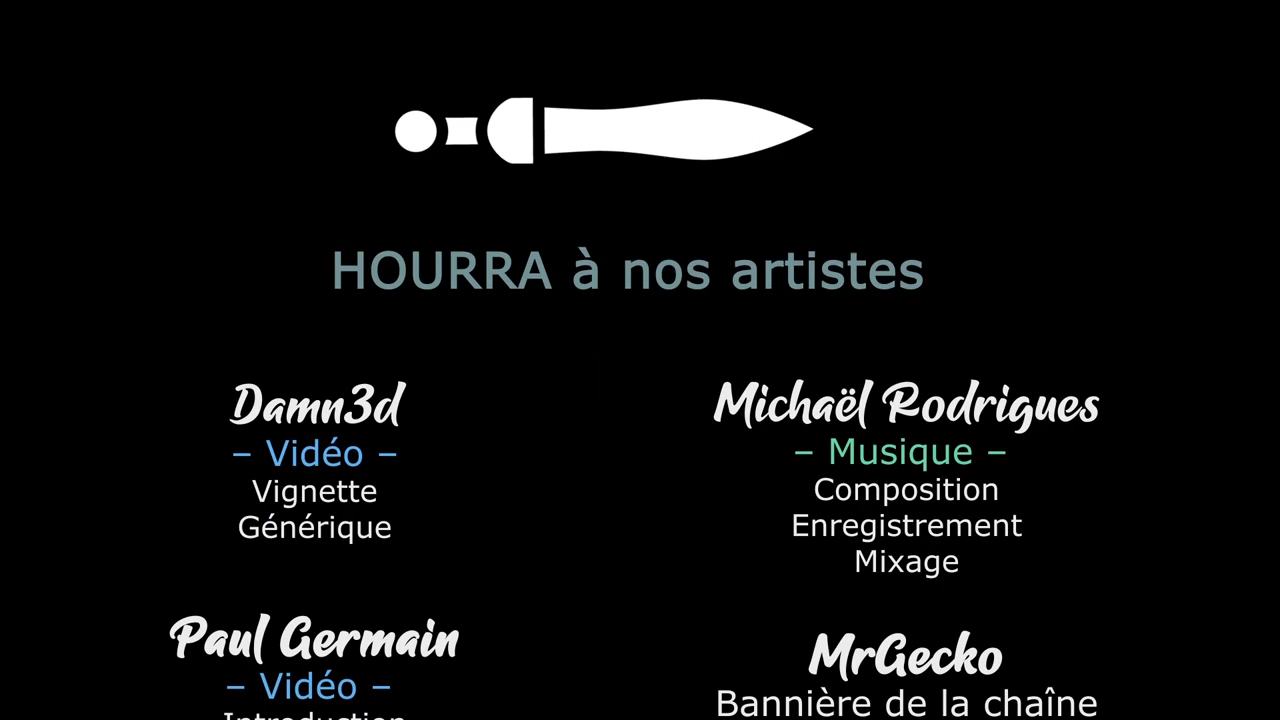 HOURRA à nos artistes
Damn3d
– Vidéo –
Vignette
Générique
Michaël Rodrigues
– Musique –
Composition
Enregistrement
Mixage
Paul Germain
– Vidéo –
Introduction
MrGecko
Bannière de la chaîne